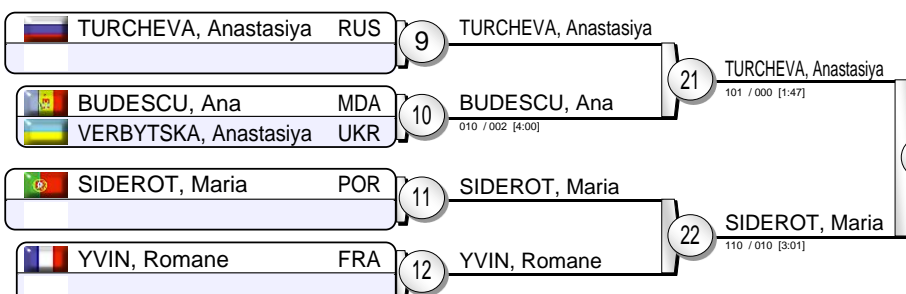 TURCHEVA, Anastasiya RUS
9
TURCHEVA, Anastasiya
BUDESCU, Ana MDA
VERBYTSKA, Anastasiya UKR
10
BUDESCU, Ana
010 / 002 [4:00]
21
TURCHEVA, Anastasiya
101 / 000 [1:47]
SIDEROT, Maria POR
11
SIDEROT, Maria
YVIN, Romane FRA
12
YVIN, Romane
22
SIDEROT, Maria
110 / 010 [3:01]